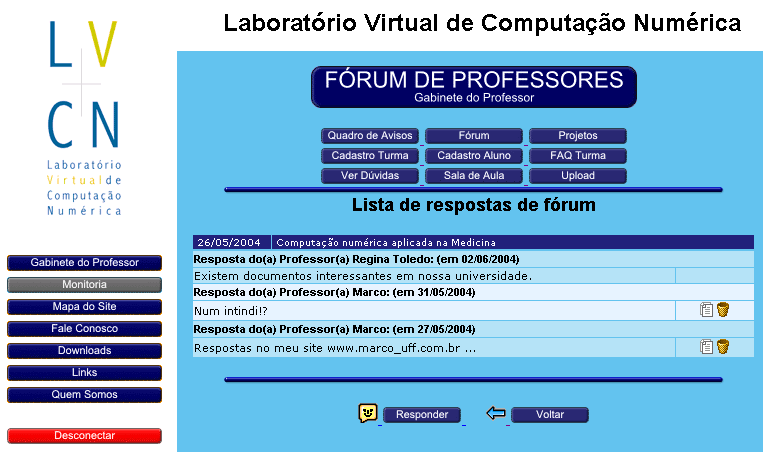 LV
CN
Laboratório
Virtual de
Computação
Numérica
Laboratório Virtual de Computação Numérica
FÓRUM DE PROFESSORES
Gabinete do Professor
Quadro de Avisos Fórum Projetos
Cadastro Turma Cadastro Aluno FAQ Turma
Ver Dúvidas Sala de Aula Upload
Lista de respostas de fórum
26/05/2004 Computação numérica aplicada na Medicina
Resposta do(a) Professor(a) Regina Toledo: (em 02/06/2004)
Existem documentos interessantes em nossa universidade.
Resposta do(a) Professor(a) Marco: (em 31/05/2004)
Num intindi!?
Resposta do(a) Professor(a) Marco: (em 27/05/2004)
Respostas no meu site www.marco_uff.com.br ...
Responder Voltar
Gabinete do Professor
Monitoria
Mapa do Site
Fale Conosco
Downloads
Links
Quem Somos
Desconectar